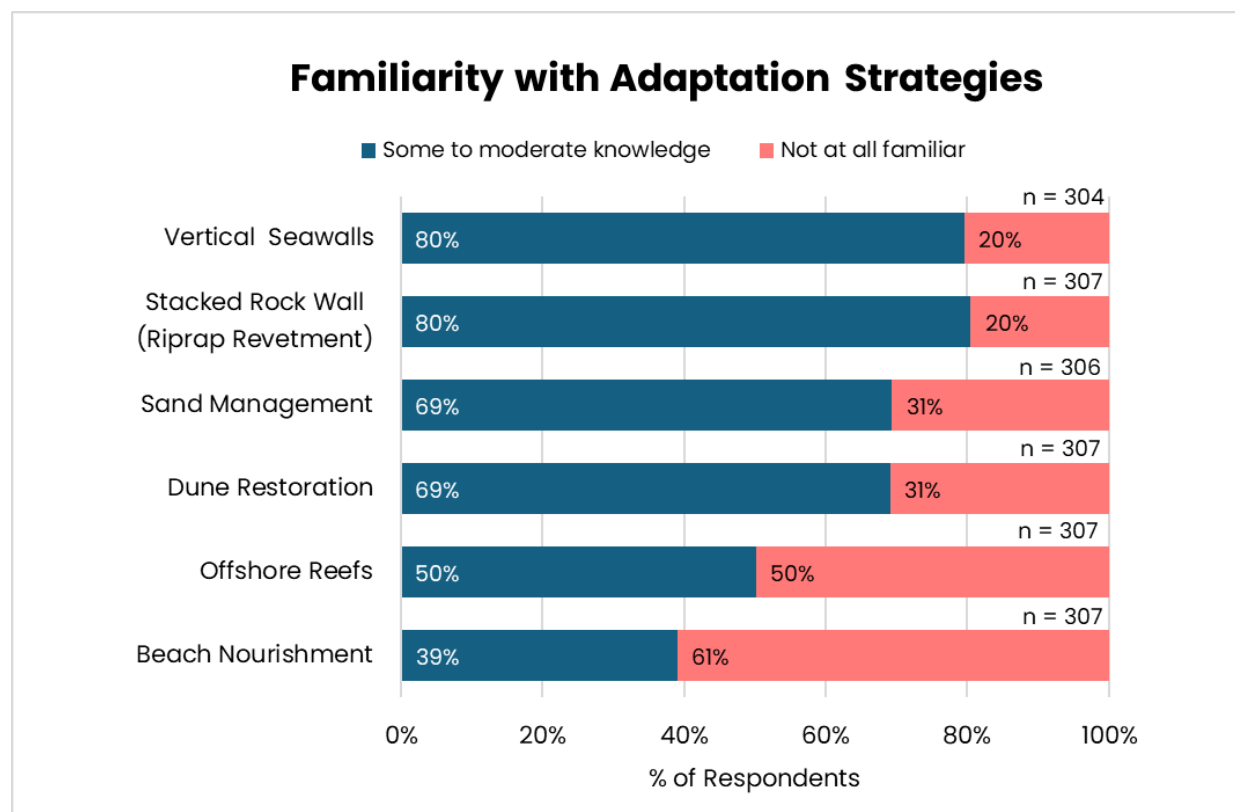 Familiarity with Adaptation Strategies
Some to moderate knowledge Not at all familiar
n = 304
Vertical Seawalls 80% 20%
n = 307
Stacked Rock Wall
(Riprap Revetment) 80% 20%
n = 306
Sand Management 69% 31%
n = 307
Dune Restoration 69% 31%
n = 307
Offshore Reefs 50% 50%
n = 307
Beach Nourishment 39% 61%
0% 20% 40% 60% 80% 100%
% of Respondents